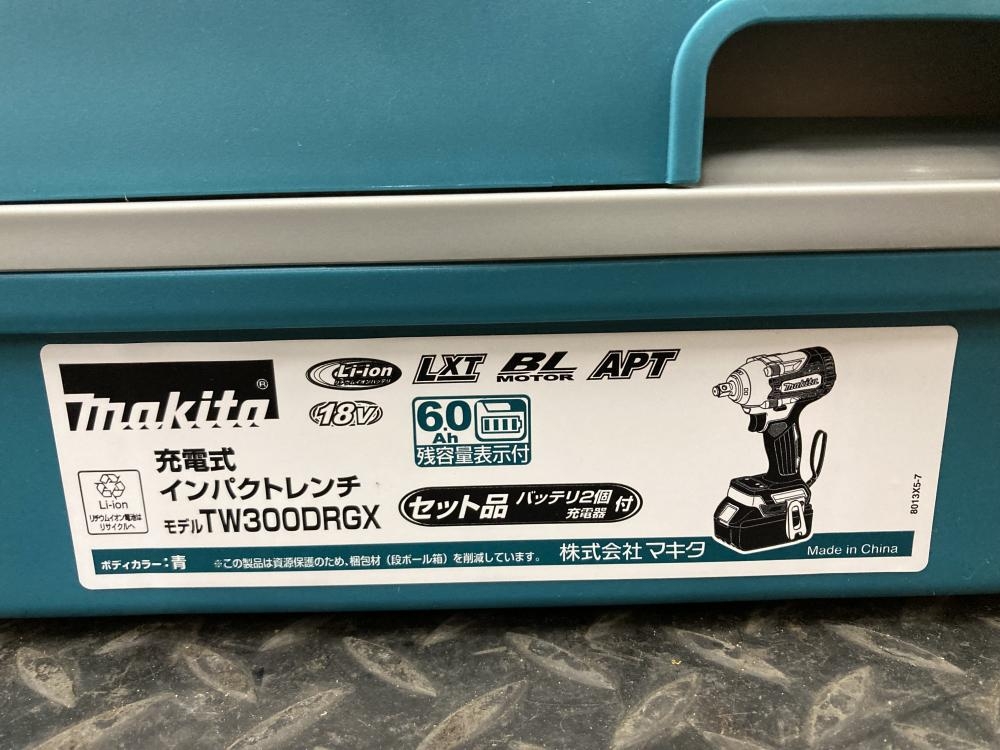 makita®
Li-ion
リチウムイオンバッテリ
LXT
BL
MOTOR
APT
18V
6.0
Ah
残容量表示付
充電式
インパクトレンチ
モデルTW300DRGX
セット品 バッテリ2個 充電器 付
Li-ion
リチウムイオン電池は
リサイクルへ
makita
8013X5-7
ボディカラー:青 ※この製品は資源保護のため、梱包材(段ボール箱)を削減しています。 株式会社マキタ Made in China